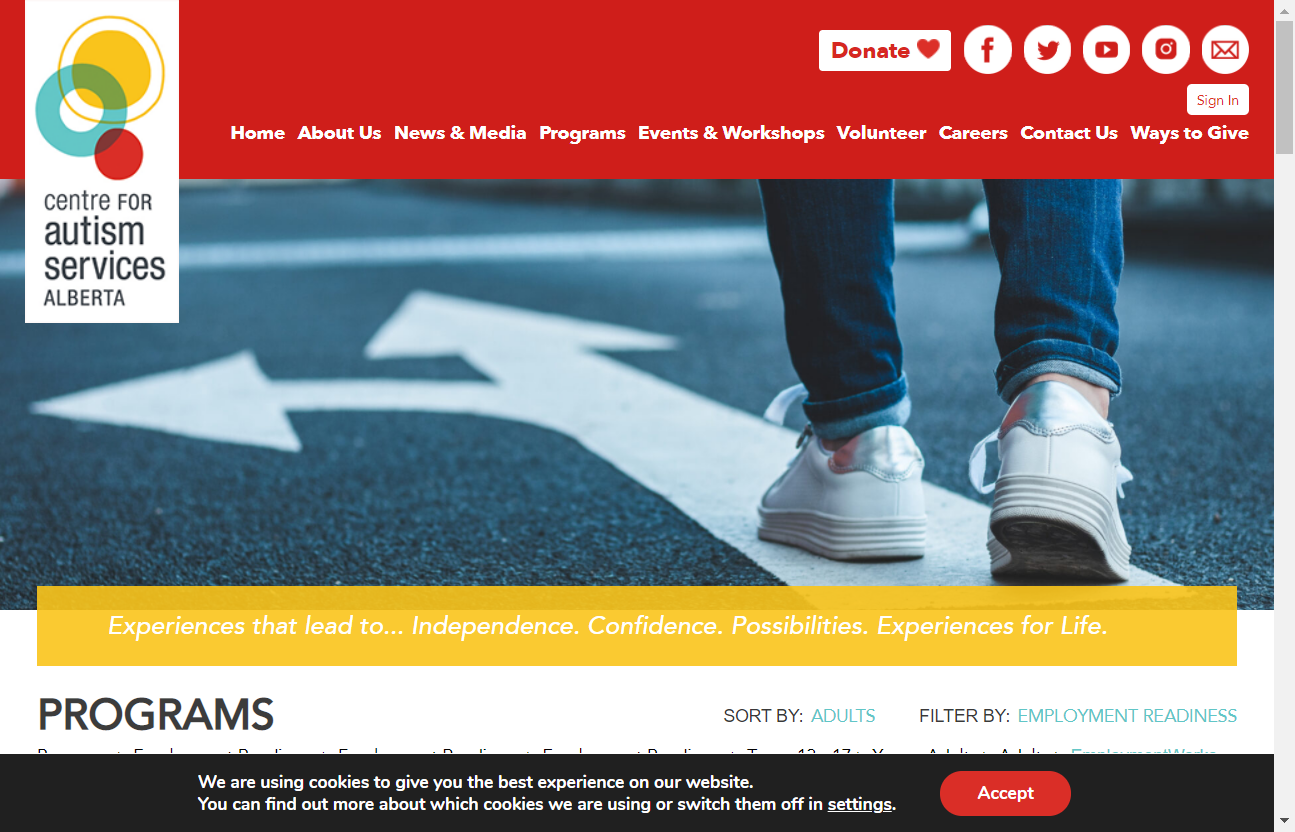 centre FOR
autism
services
ALBERTA
Donate
Sign In
Home About Us News & Media Programs Events & Workshops Volunteer Careers Contact Us Ways to Give
Experiences that lead to... Independence. Confidence. Possibilities. Experiences for Life.
PROGRAMS
SORT BY: ADULTS FILTER BY: EMPLOYMENT READINESS
We are using cookies to give you the best experience on our website.
You can find out more about which cookies we are using or switch them off in settings.
Accept